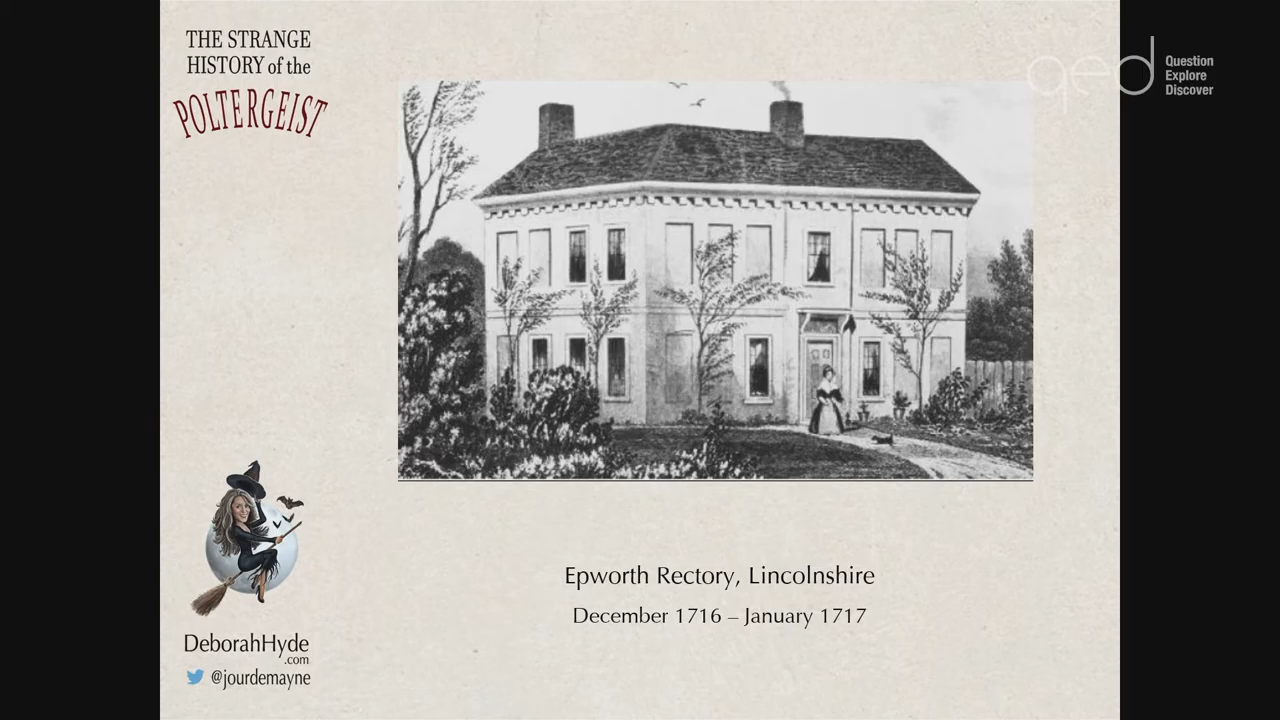 THE STRANGE
HISTORY of the
POLTERGEIST
qed
Question
Explore
Discover
Epworth Rectory, Lincolnshire
December 1716 – January 1717
DeborahHyde
.com
@jourdemayne